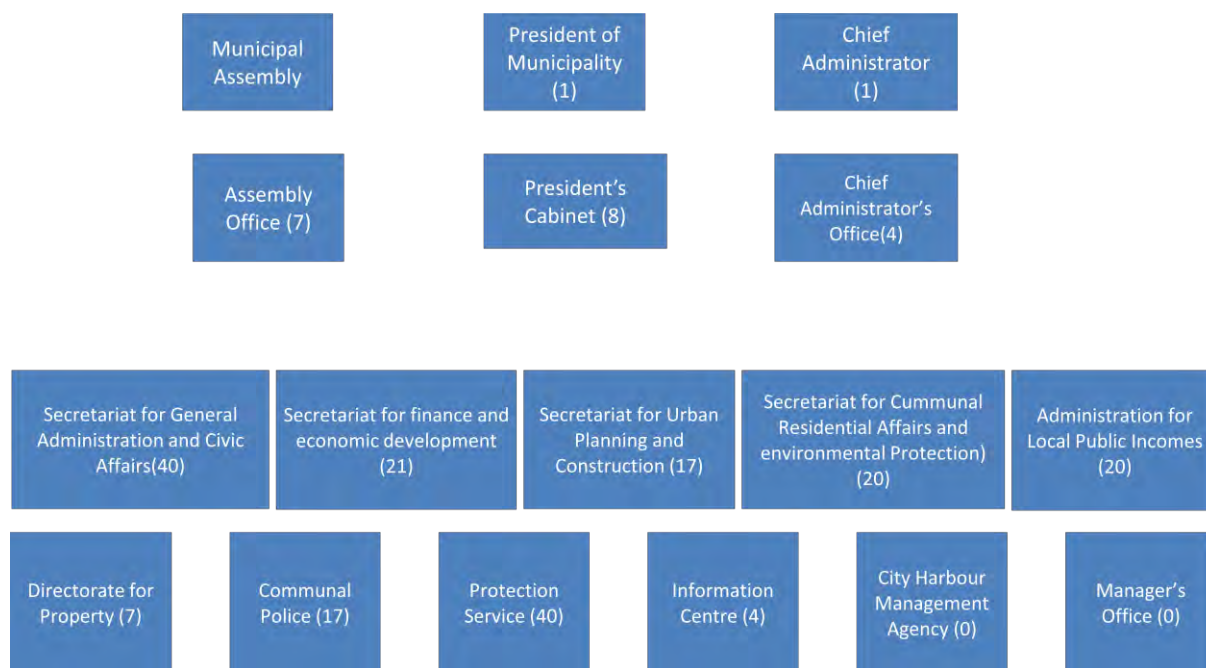 Municipal
Assembly
President of
Municipality
(1)
Chief
Administrator
(1)
Assembly
Office (7)
President's
Cabinet (8)
Chief
Administrator's
Office(4)
Secretariat for General
Administration and Civic
Affairs(40)
Secretariat for finance and
economic development
(21)
Secretariat for Urban
Planning and
Construction (17)
Secretariat for Cummunal
Residential Affairs and
environmental Protection)
(20)
Administration for
Local Public Incomes
(20)
Directorate for
Property (7)
Communal
Police (17)
Protection
Service (40)
Information
Centre (4)
City Harbour
Management
Agency (0)
Manager's
Office (0)